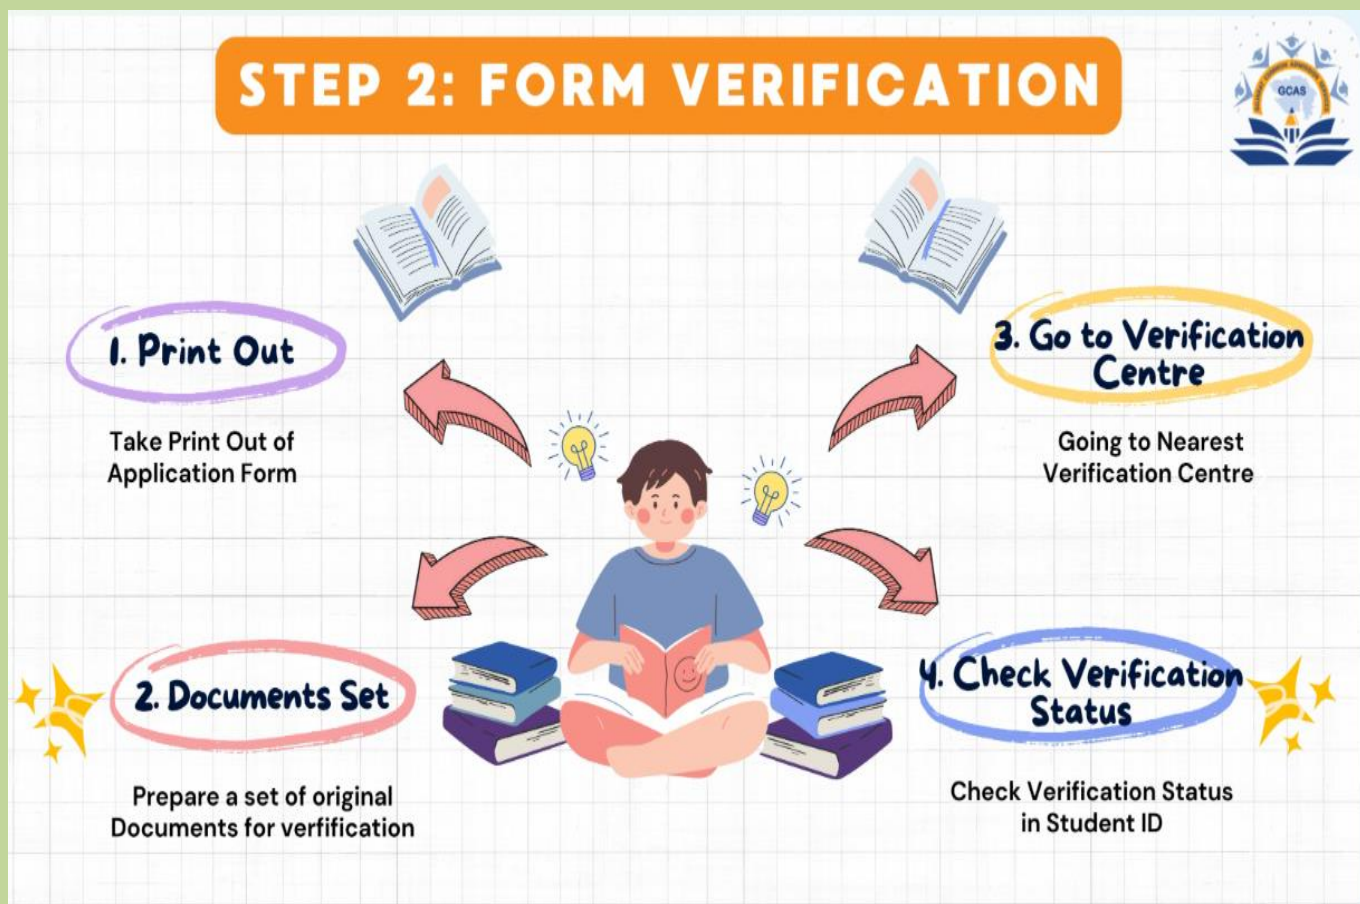 STEP 2: FORM VERIFICATION
GCAS
1. Print Out
Take Print Out of
Application Form
2. Documents Set
Prepare a set of original
Documents for verfification
3. Go to Verification
Centre
Going to Nearest
Verification Centre
4. Check Verification
Status
Check Verification Status
in Student ID